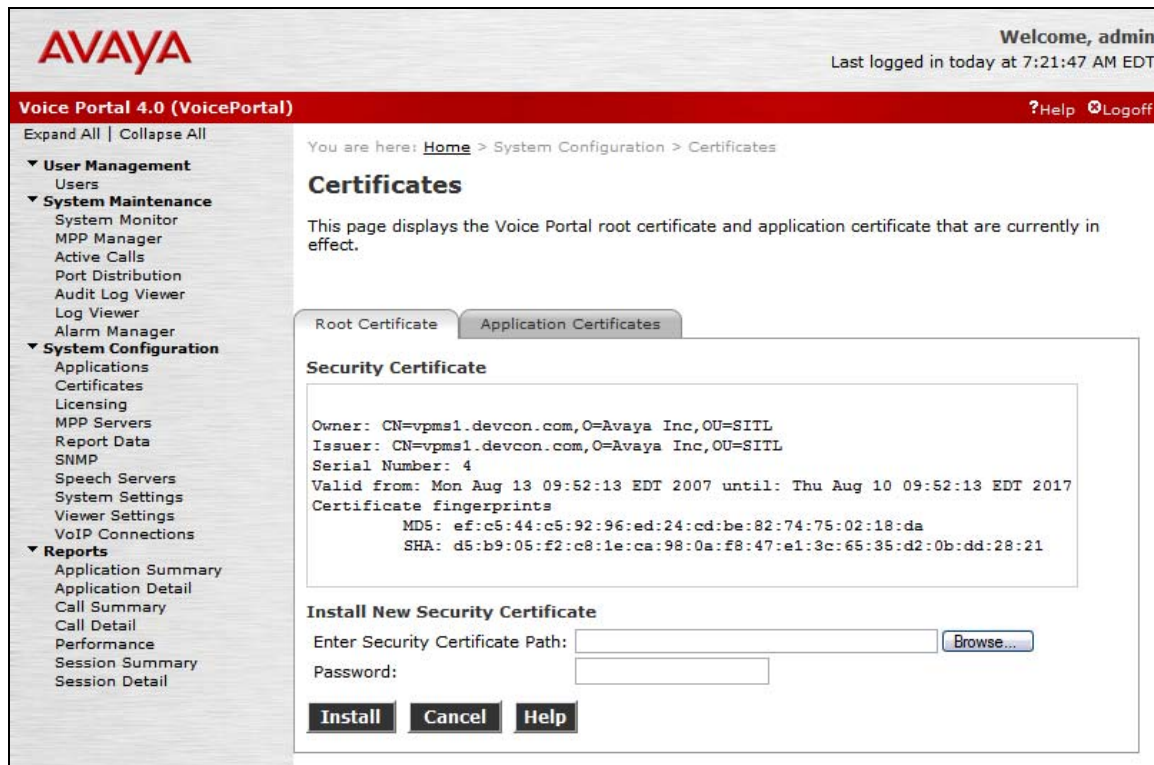 AVAYA
Welcome, admin
Last logged in today at 7:21:47 AM EDT
Voice Portal 4.0 (VoicePortal)
?Help Logoff
Expand All | Collapse All
User Management
Users
System Maintenance
System Monitor
MPP Manager
Active Calls
Port Distribution
Audit Log Viewer
Log Viewer
Alarm Manager
System Configuration
Applications
Certificates
Licensing
MPP Servers
Report Data
SNMP
Speech Servers
System Settings
Viewer Settings
VoIP Connections
Reports
Application Summary
Application Detail
Call Summary
Call Detail
Performance
Session Summary
Session Detail
You are here: Home > System Configuration > Certificates
Certificates
This page displays the Voice Portal root certificate and application certificate that are currently in
effect.
Root Certificate Application Certificates
Security Certificate
Owner: CN=vpms1.devcon.com,O=Avaya Inc,OU=SITL
Issuer: CN=vpms1.devcon.com,O=Avaya Inc,OU=SITL
Serial Number: 4
Valid from: Mon Aug 13 09:52:13 EDT 2007 until: Thu Aug 10 09:52:13 EDT 2017
Certificate fingerprints
MD5: ef:c5:44:c5:92:96:ed:24:cd:be:82:74:75:02:18:da
SHA: d5:b9:05:f2:c8:1e:ca:98:0a:f8:47:e1:3c:65:35:d2:0b:dd:28:21
Install New Security Certificate
Enter Security Certificate Path: Browse...
Password:
Install Cancel Help